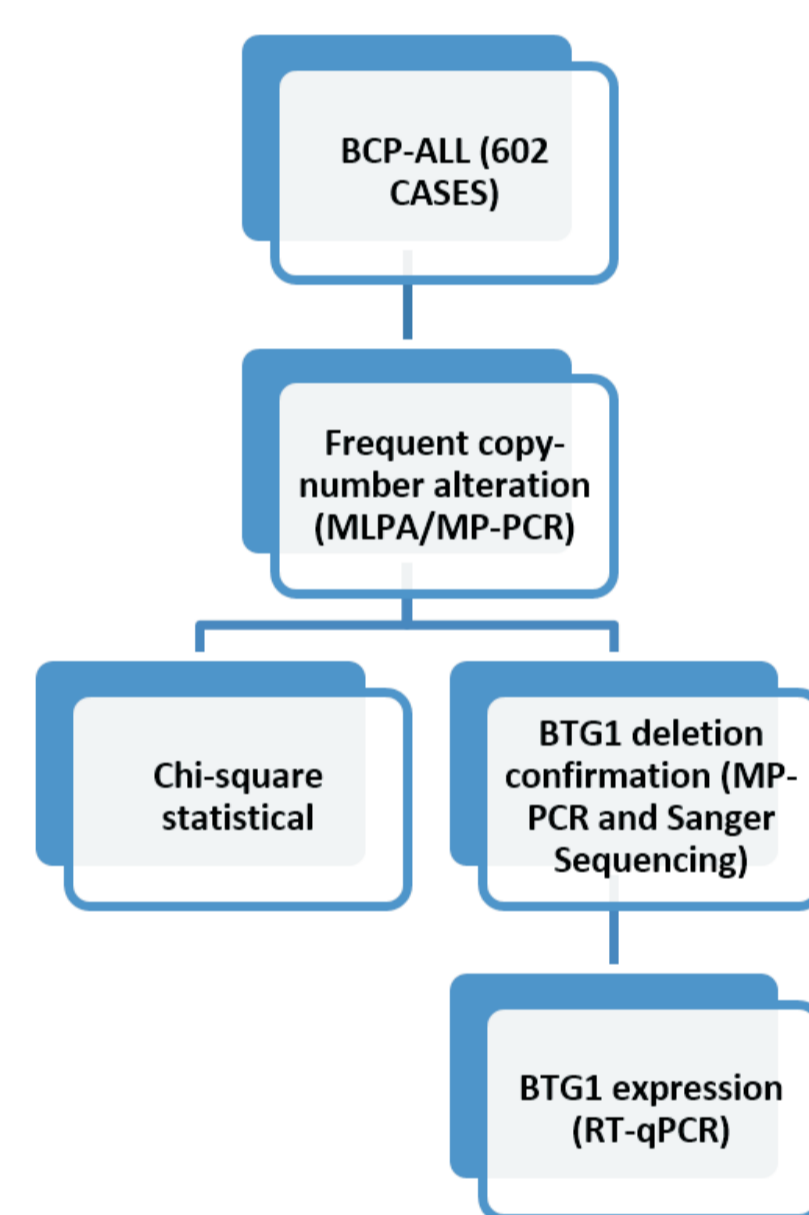 BCP-ALL (602
CASES)
Frequent copy-
number alteration
(MLPA/MP-PCR)
Chi-square
statistical
BTG1 deletion
confirmation (MP-
PCR and Sanger
Sequencing)
BTG1 expression
(RT-qPCR)